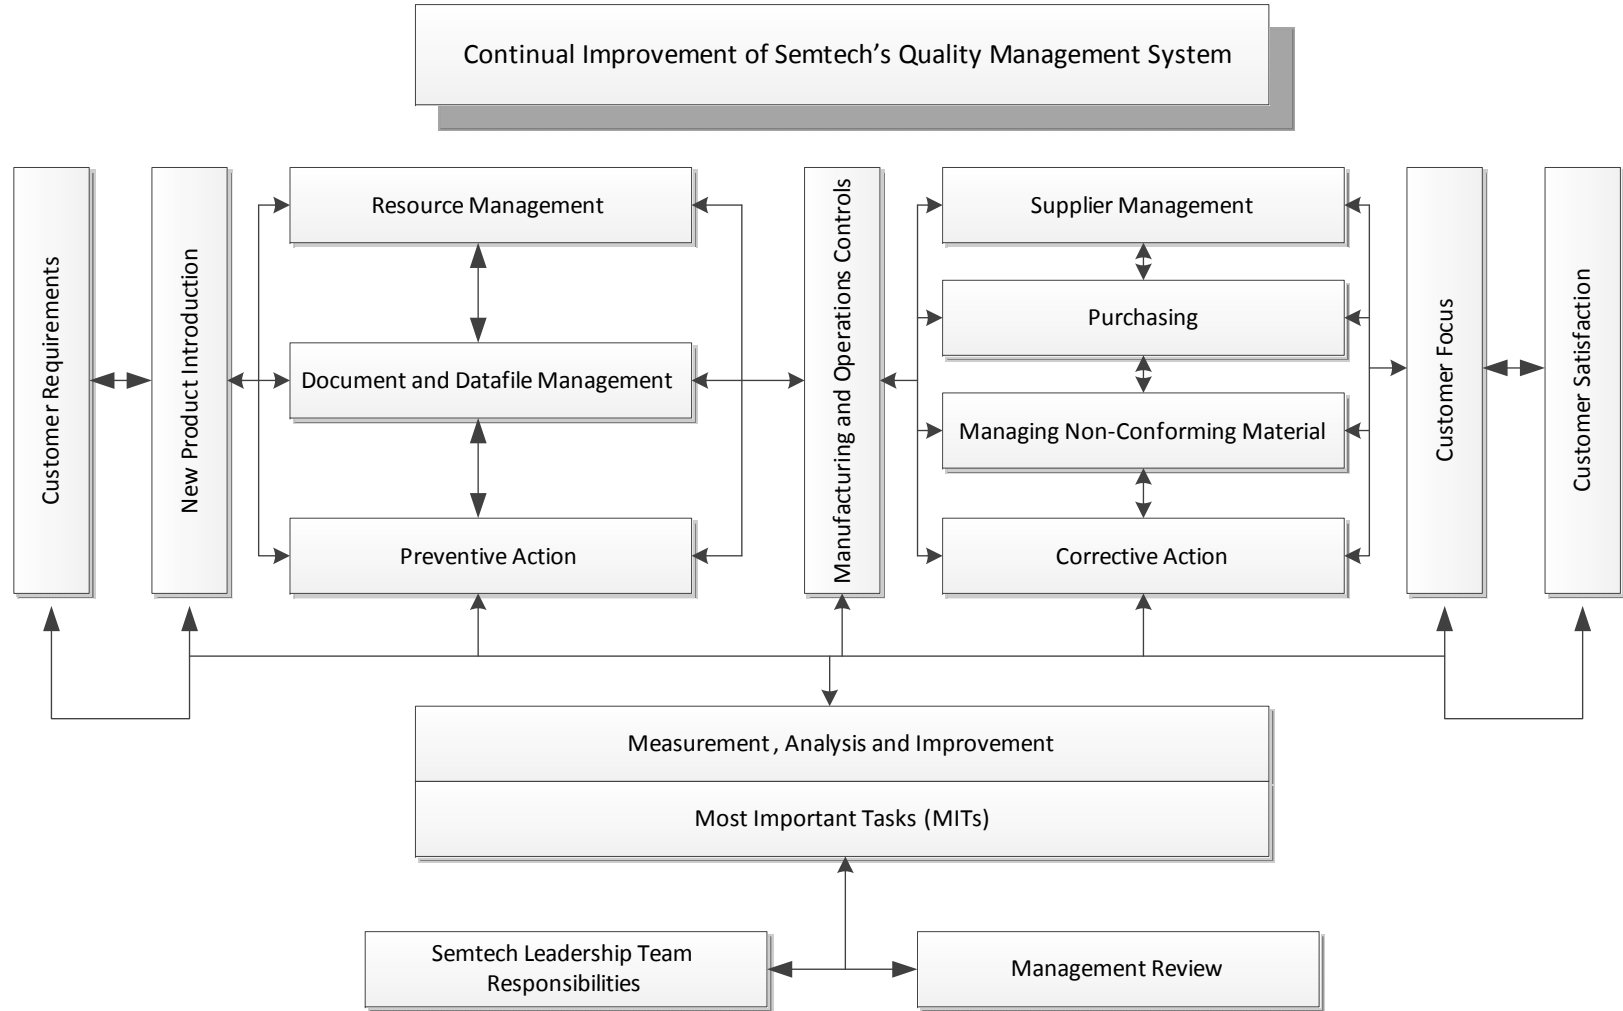 Continual Improvement of Semtech’s Quality Management System
Customer Requirements
New Product Introduction
Resource Management
Document and Datafile Management
Preventive Action
Manufacturing and Operations Controls
Supplier Management
Purchasing
Managing Non-Conforming Material
Corrective Action
Customer Focus
Customer Satisfaction
Measurement , Analysis and Improvement
Most Important Tasks (MITs)
Semtech Leadership Team
Responsibilities
Management Review